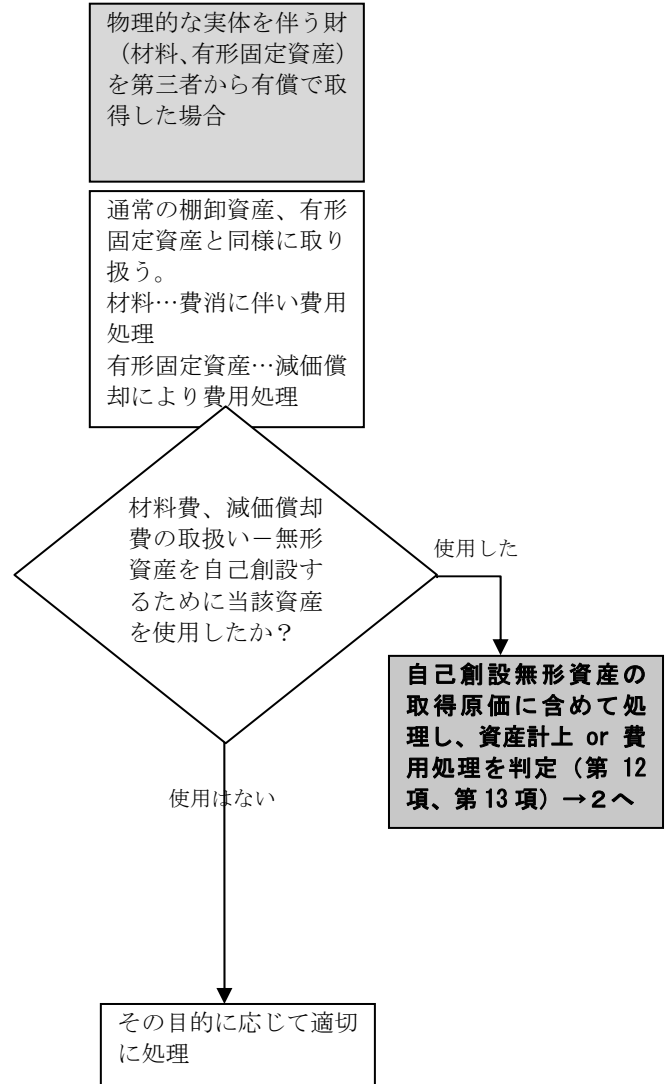 物理的な実体を伴う財
（材料、有形固定資産）
を第三者から有償で取
得した場合
通常の棚卸資産、有形
固定資産と同様に取り
扱う。
材料…費消に伴い費用
処理
有形固定資産…減価償
却により費用処理
材料費、減価償却
費の取扱い－無形
資産を自己創設す
るために当該資産
を使用したか？
使用した
自己創設無形資産の
取得原価に含めて処
理し、資産計上 or 費
用処理を判定（第 12
項、第 13 項）→２へ
使用はない
その目的に応じて適切
に処理